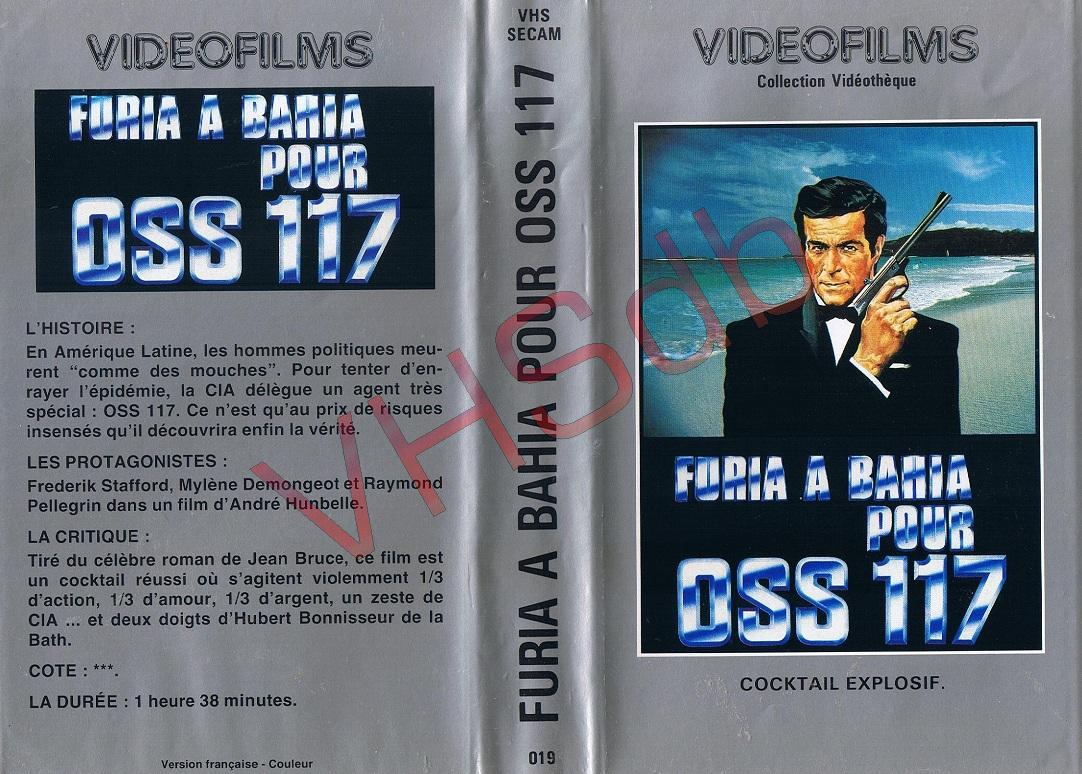 VIDEOFILMS
FURIA A BAHIA
POUR
OSS 117
L'HISTOIRE :
En Amérique Latine, les hommes politiques meu-
rent “comme des mouches”. Pour tenter d'en-
rayer l'épidémie, la CIA délègue un agent très
spécial : OSS 117. Ce n'est qu'au prix de risques
insensés qu'il découvrira enfin la vérité.
LES PROTAGONISTES :
Frederik Stafford, Mylène Demongeot et Raymond
Pellegrin dans un film d'André Hunbelle.
LA CRITIQUE :
Tiré du célèbre roman de Jean Bruce, ce film est
un cocktail réussi où s'agitent violemment 1/3
d'action, 1/3 d'amour, 1/3 d'argent, un zeste de
CIA ... et deux doigts d'Hubert Bonnisseur de la
Bath.
COTE : ***.
LA DURÉE : 1 heure 38 minutes.
Version française - Couleur
VHS
SECAM
FURIA A BAHIA POUR OSS 117
019
VIDEOFILMS
Collection Vidéothèque
FURIA A BAHIA
POUR
OSS 117
COCKTAIL EXPLOSIF.
VHSdb